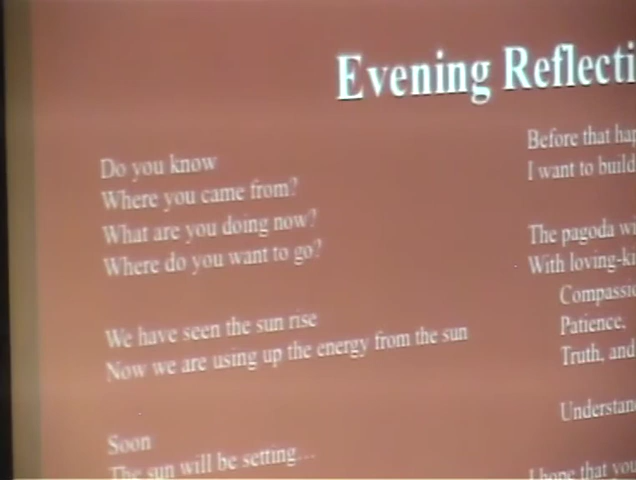 Evening Reflecti
Do you know
Where you came from?
What are you doing now?
Where do you want to go?
We have seen the sun rise
Now we are using up the energy from the sun
Soon
The sun will be setting...
Before that hap
I want to build
The pagoda wi
With loving-ki
Compassio
Patience,
Truth, and
Understan
I hope that you